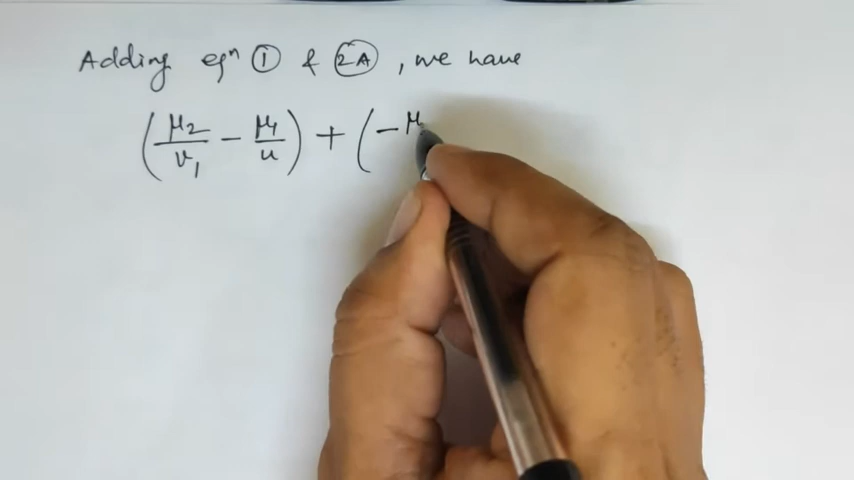 Adding eqⁿ ① & ②A, we have
(μ₂/v₁ − μ₁/u) + (−μ